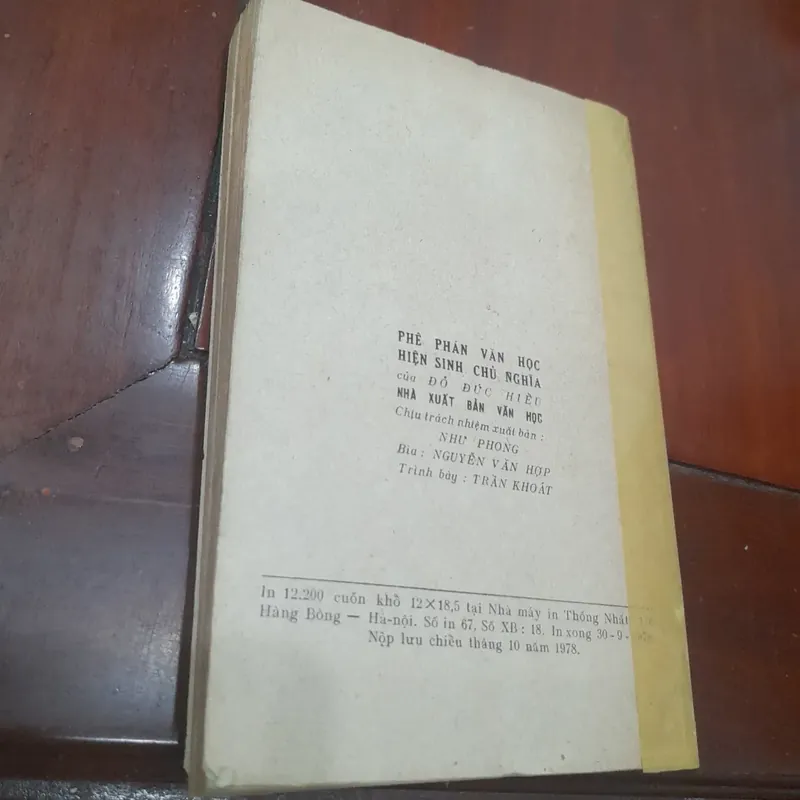 PHÊ PHÁN VĂN HỌC
HIỆN SINH CHỦ NGHĨA
của ĐỖ ĐỨC HIỂU
NHÀ XUẤT BẢN VĂN HỌC
Chịu trách nhiệm xuất bản :
NHƯ PHONG
Bìa : NGUYỄN VĂN HỢP
Trình bày : TRẦN KHOÁT
In 12.200 cuốn khổ 12×18,5 tại Nhà máy in Thống Nhất
Hàng Bông — Hà-nội. Số in 67. Số XB : 18. In xong 30-9-
Nộp lưu chiểu tháng 10 năm 1978.